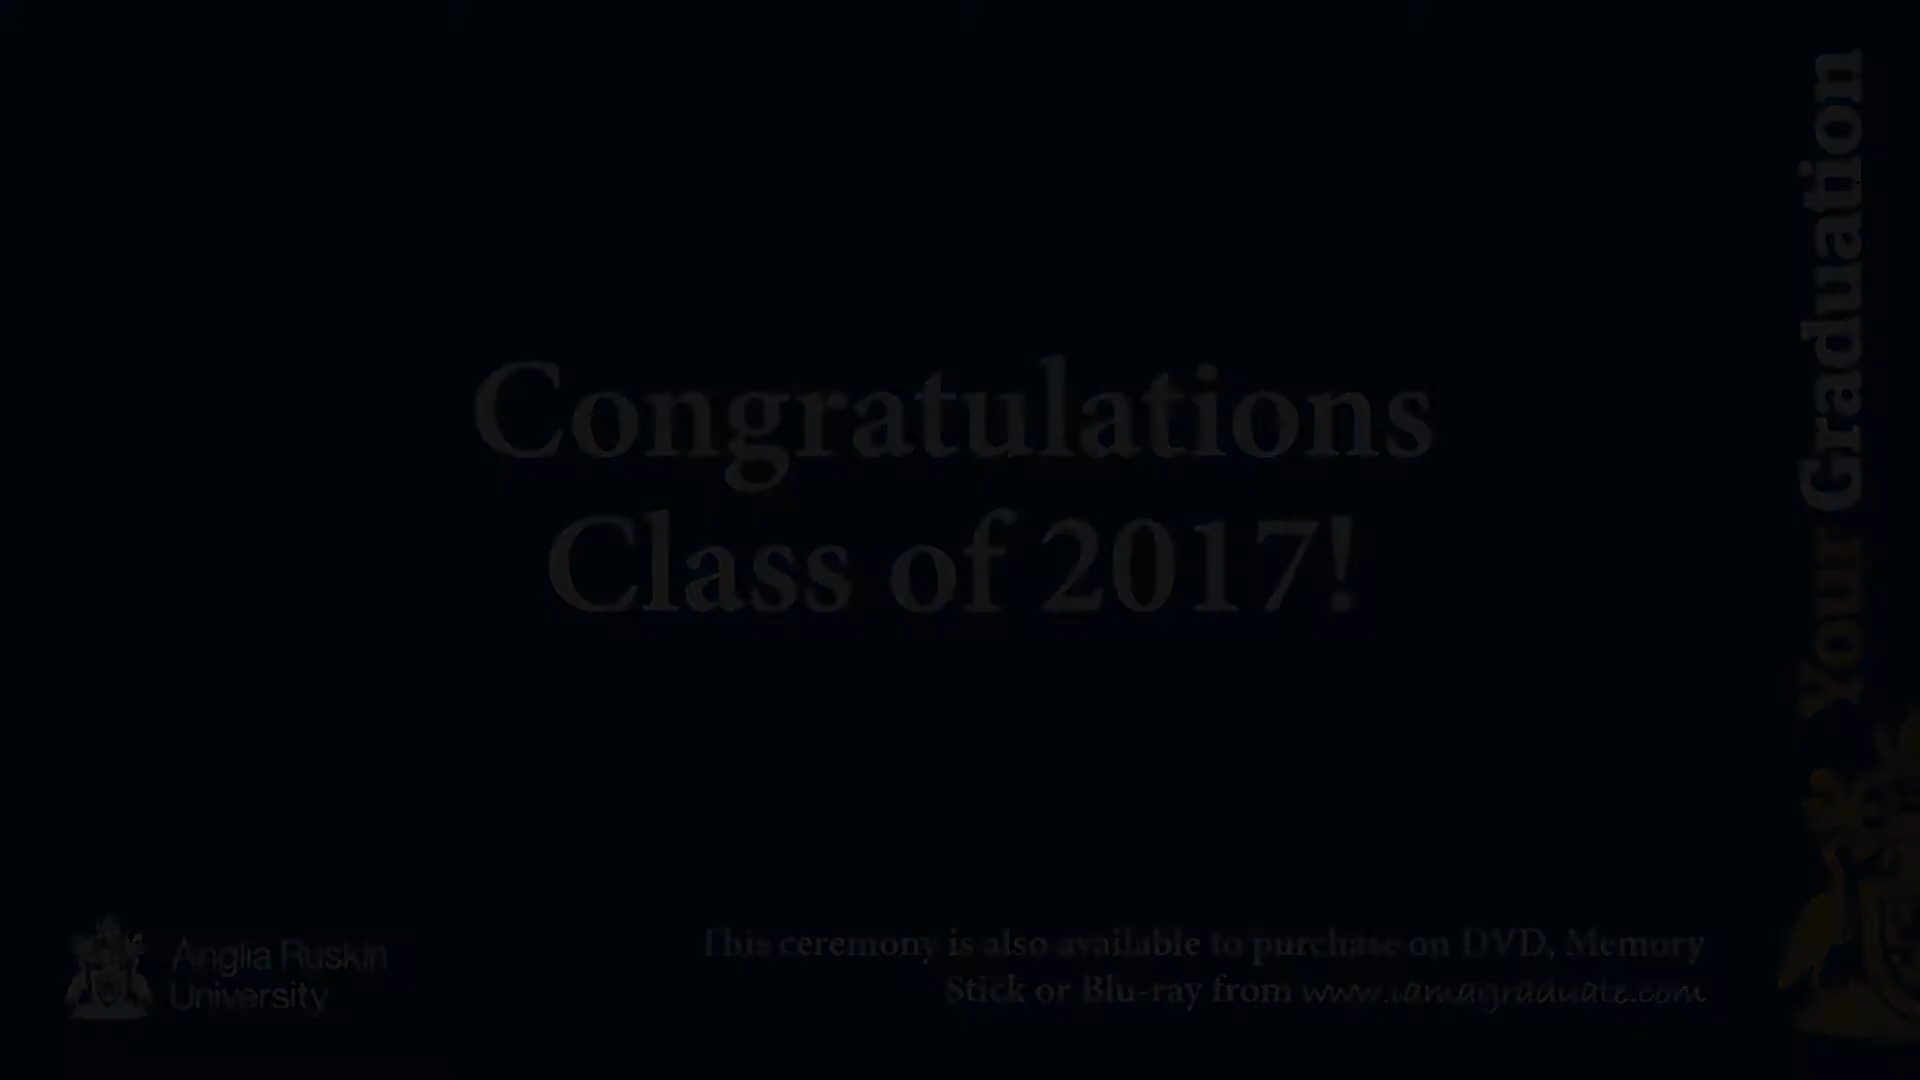 Congratulations
Class of 2017!
Your Graduation
Anglia Ruskin
University
This ceremony is also available to purchase on DVD, Memory
Stick or Blu-ray from www.iamagraduate.com